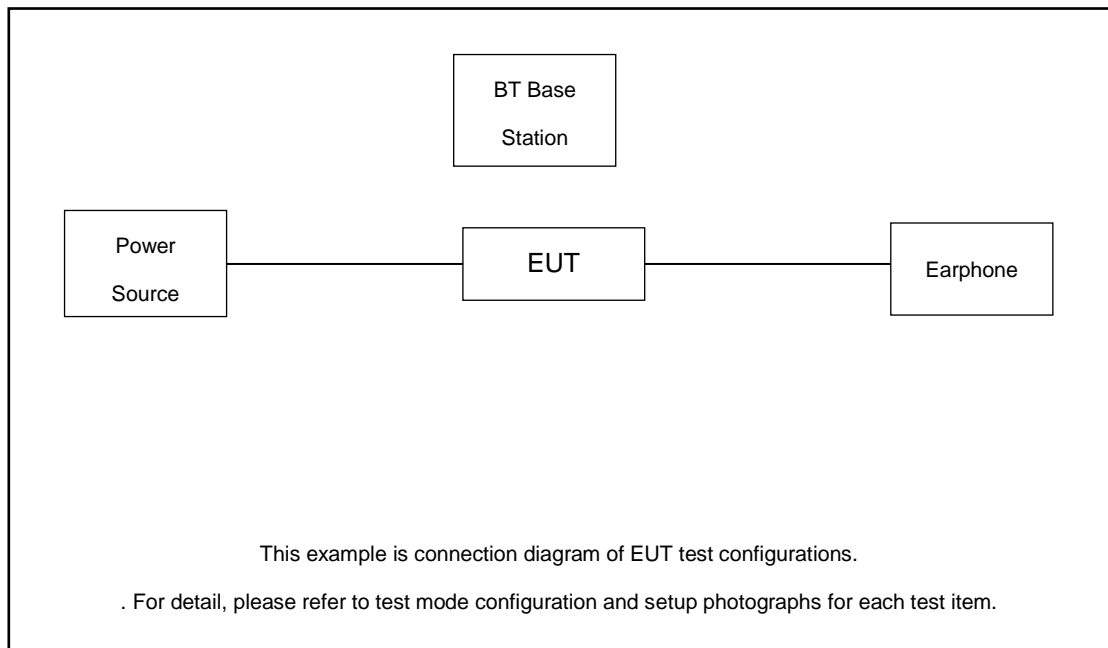 BT Base
Station
Power
Source
EUT
Earphone
This example is connection diagram of EUT test configurations.
. For detail, please refer to test mode configuration and setup photographs for each test item.